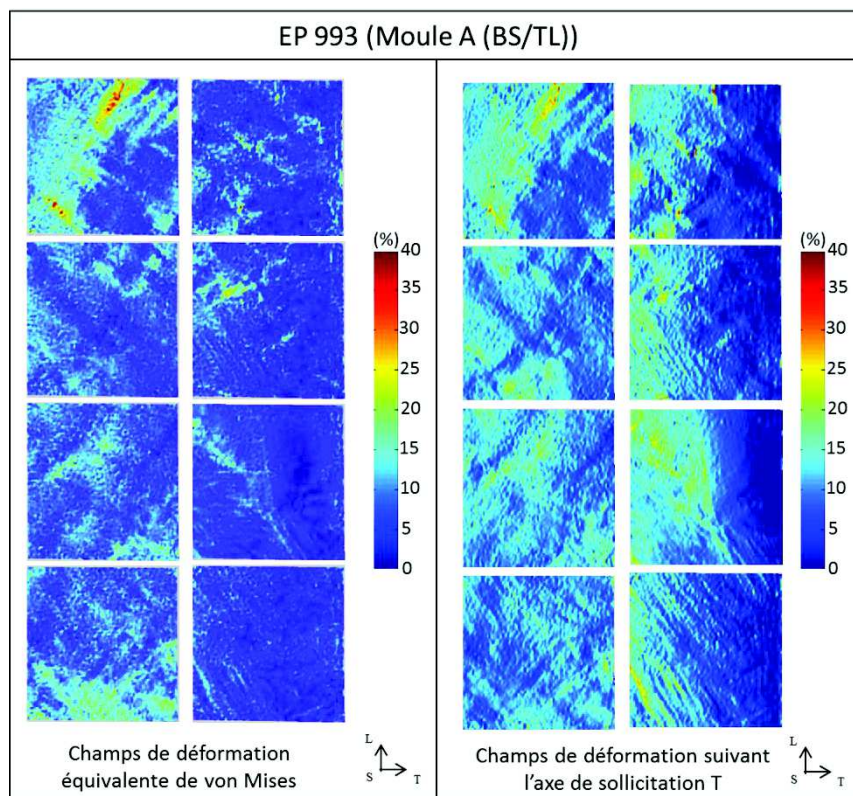 EP 993 (Moule A (BS/TL))
(%)
40
35
30
25
20
15
10
5
0
Champs de déformation
équivalente de von Mises
L
S
T
(%)
40
35
30
25
20
15
10
5
0
Champs de déformation suivant
l'axe de sollicitation T
L
S
T